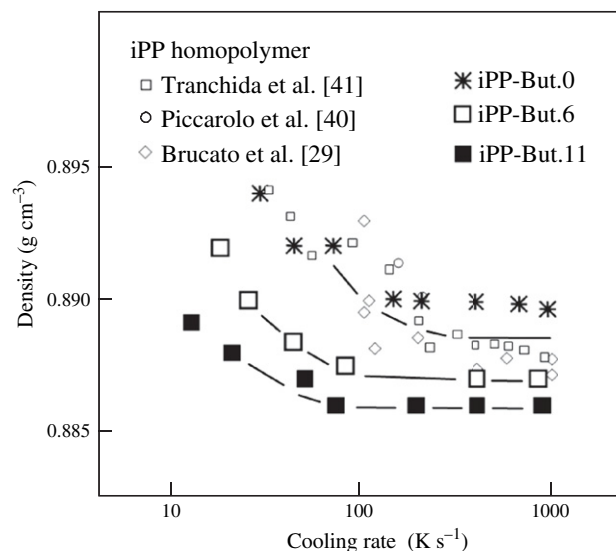 iPP homopolymer
Tranchida et al. [41]
Piccarolo et al. [40]
Brucato et al. [29]
iPP-But.0
iPP-But.6
iPP-But.11
0.895
0.890
0.885
Density (g cm⁻³)
10
100
1000
Cooling rate (K s⁻¹)